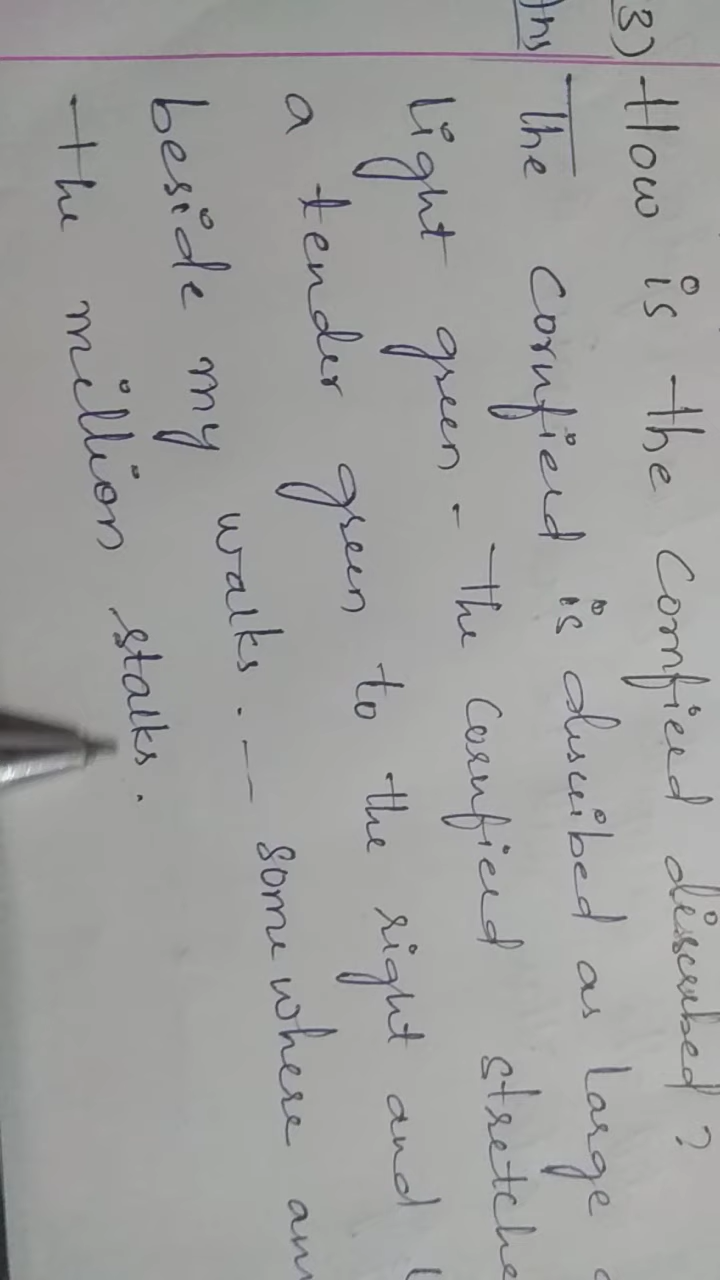 3) How is the cornfield described?
Ans The cornfield is described as large
light green. The cornfield stretche
a tender green to the right and
beside my walks. — somewhere
the million stalks.